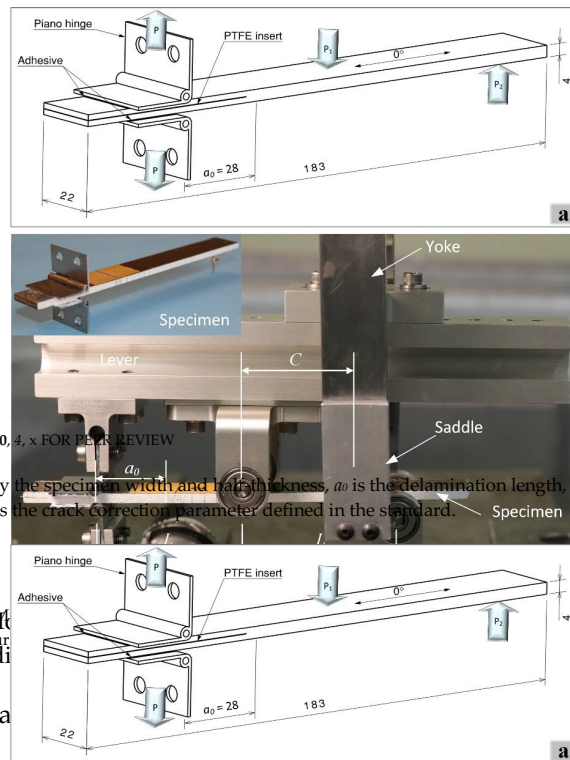 Piano hinge
P
PTFE insert
P₁
0°
Adhesive
P₂
4
P
a₀ = 28
183
22
a
Yoke
Specimen
Lever
C
0, 4, x FOR PEER REVIEW
Saddle
a₀
y the specimen width and half-thickness, a₀ is the delamination length,
s the crack correction parameter defined in the standard.
Specimen
Piano hinge
P
PTFE insert
P₁
0°
Adhesive
P₂
4
P
a₀ = 28
183
22
a